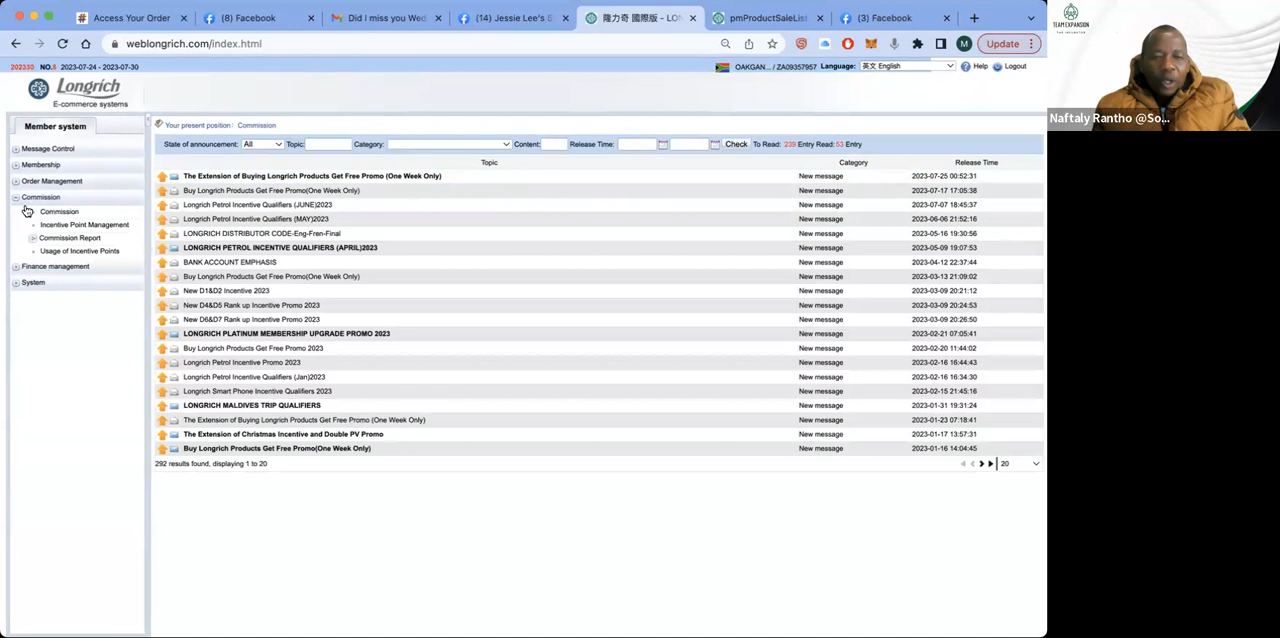 Access Your Order
(8) Facebook
Did I miss you Wed
(14) Jessie Lee's S
隆力奇 國際版 - LON
pmProductSaleList
(3) Facebook
weblongrich.com/index.html
M
Update
TEAM EXPANSION
202330 NO.8 2023-07-24 - 2023-07-30
OAKGAN... / ZA09357957 Language: 英文 English Help Logout
Longrich
E-commerce systems
Naftaly Rantho @So...
Member system
Message Control
Membership
Order Management
Commission
Commission
Incentive Point Management
Commission Report
Usage of Incentive Points
Finance management
System
Your present position: Commission
State of announcement: All Topic: Category: Content: Release Time: Check To Read: 239 Entry Read: 53 Entry
Topic Category Release Time
The Extension of Buying Longrich Products Get Free Promo (One Week Only) New message 2023-07-25 00:52:31
Buy Longrich Products Get Free Promo(One Week Only) New message 2023-07-17 17:05:38
Longrich Petrol Incentive Qualifiers (JUNE)2023 New message 2023-07-07 18:45:37
Longrich Petrol Incentive Qualifiers (MAY)2023 New message 2023-06-06 21:52:16
LONGRICH DISTRIBUTOR CODE-Eng-Fren-Final New message 2023-05-16 19:30:56
LONGRICH PETROL INCENTIVE QUALIFIERS (APRIL)2023 New message 2023-05-09 19:07:53
BANK ACCOUNT EMPHASIS New message 2023-04-12 22:37:44
Buy Longrich Products Get Free Promo(One Week Only) New message 2023-03-13 21:09:02
New D1&D2 Incentive 2023 New message 2023-03-09 20:21:12
New D4&D5 Rank up Incentive Promo 2023 New message 2023-03-09 20:24:53
New D6&D7 Rank up Incentive Promo 2023 New message 2023-03-09 20:26:50
LONGRICH PLATINUM MEMBERSHIP UPGRADE PROMO 2023 New message 2023-02-21 07:05:41
Buy Longrich Products Get Free Promo 2023 New message 2023-02-20 11:44:02
Longrich Petrol Incentive Promo 2023 New message 2023-02-16 16:44:43
Longrich Petrol Incentive Qualifiers (Jan)2023 New message 2023-02-16 16:34:30
Longrich Smart Phone Incentive Qualifiers 2023 New message 2023-02-15 21:45:16
LONGRICH MALDIVES TRIP QUALIFIERS New message 2023-01-31 19:31:24
The Extension of Buying Longrich Products Get Free Promo (One Week Only) New message 2023-01-23 07:18:41
The Extension of Christmas Incentive and Double PV Promo New message 2023-01-17 13:57:31
Buy Longrich Products Get Free Promo(One Week Only) New message 2023-01-16 14:04:45
292 results found, displaying 1 to 20
20